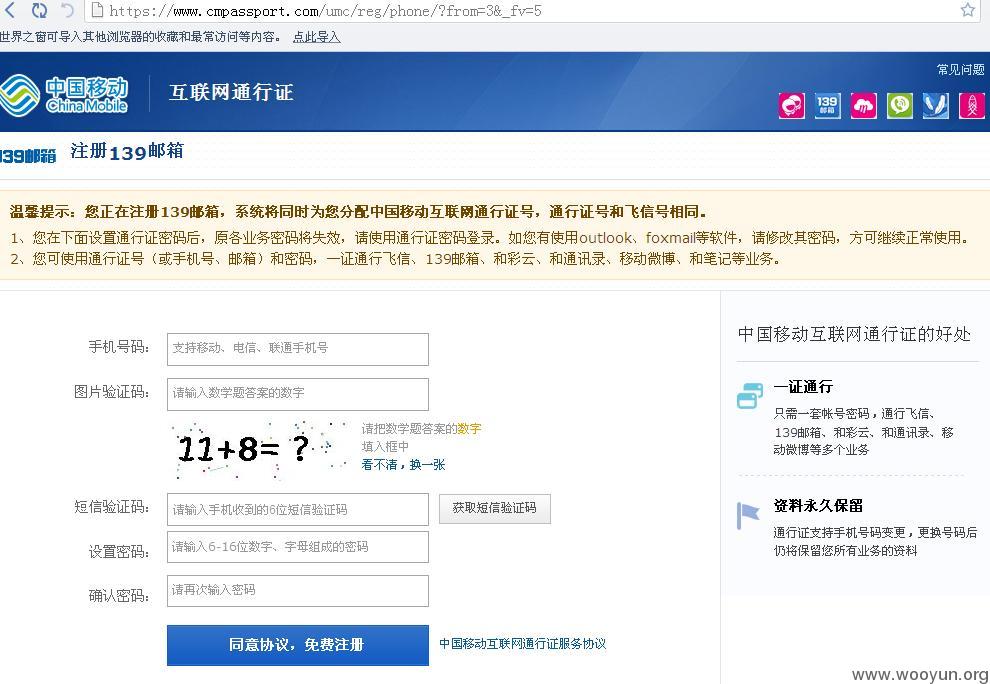 https://www.cmpassport.com/umc/reg/phone/?from=3&_fv=5
世界之窗可导入其他浏览器的收藏和最常访问等内容。 点此导入
中国移动
China Mobile
互联网通行证
常见问题
139
邮箱
139邮箱 注册139邮箱
温馨提示：您正在注册139邮箱，系统将同时为您分配中国移动互联网通行证号，通行证号和飞信号相同。
1、您在下面设置通行证密码后，原各业务密码将失效，请使用通行证密码登录。如您有使用outlook、foxmail等软件，请修改其密码，方可继续正常使用。
2、您可使用通行证号（或手机号、邮箱）和密码，一证通行飞信、139邮箱、和彩云、和通讯录、移动微博、和笔记等业务。
手机号码： 支持移动、电信、联通手机号
图片验证码： 请输入数学题答案的数字
11+8= ?
请把数学题答案的数字
填入框中
看不清，换一张
短信验证码： 请输入手机收到的6位短信验证码 获取短信验证码
设置密码： 请输入6-16位数字、字母组成的密码
确认密码： 请再次输入密码
同意协议，免费注册 中国移动互联网通行证服务协议
中国移动互联网通行证的好处
一证通行
只需一套帐号密码，通行飞信、
139邮箱、和彩云、和通讯录、移
动微博等多个业务
资料永久保留
通行证支持手机号码变更，更换号码后
仍将保留您所有业务的资料
www.wooyun.org